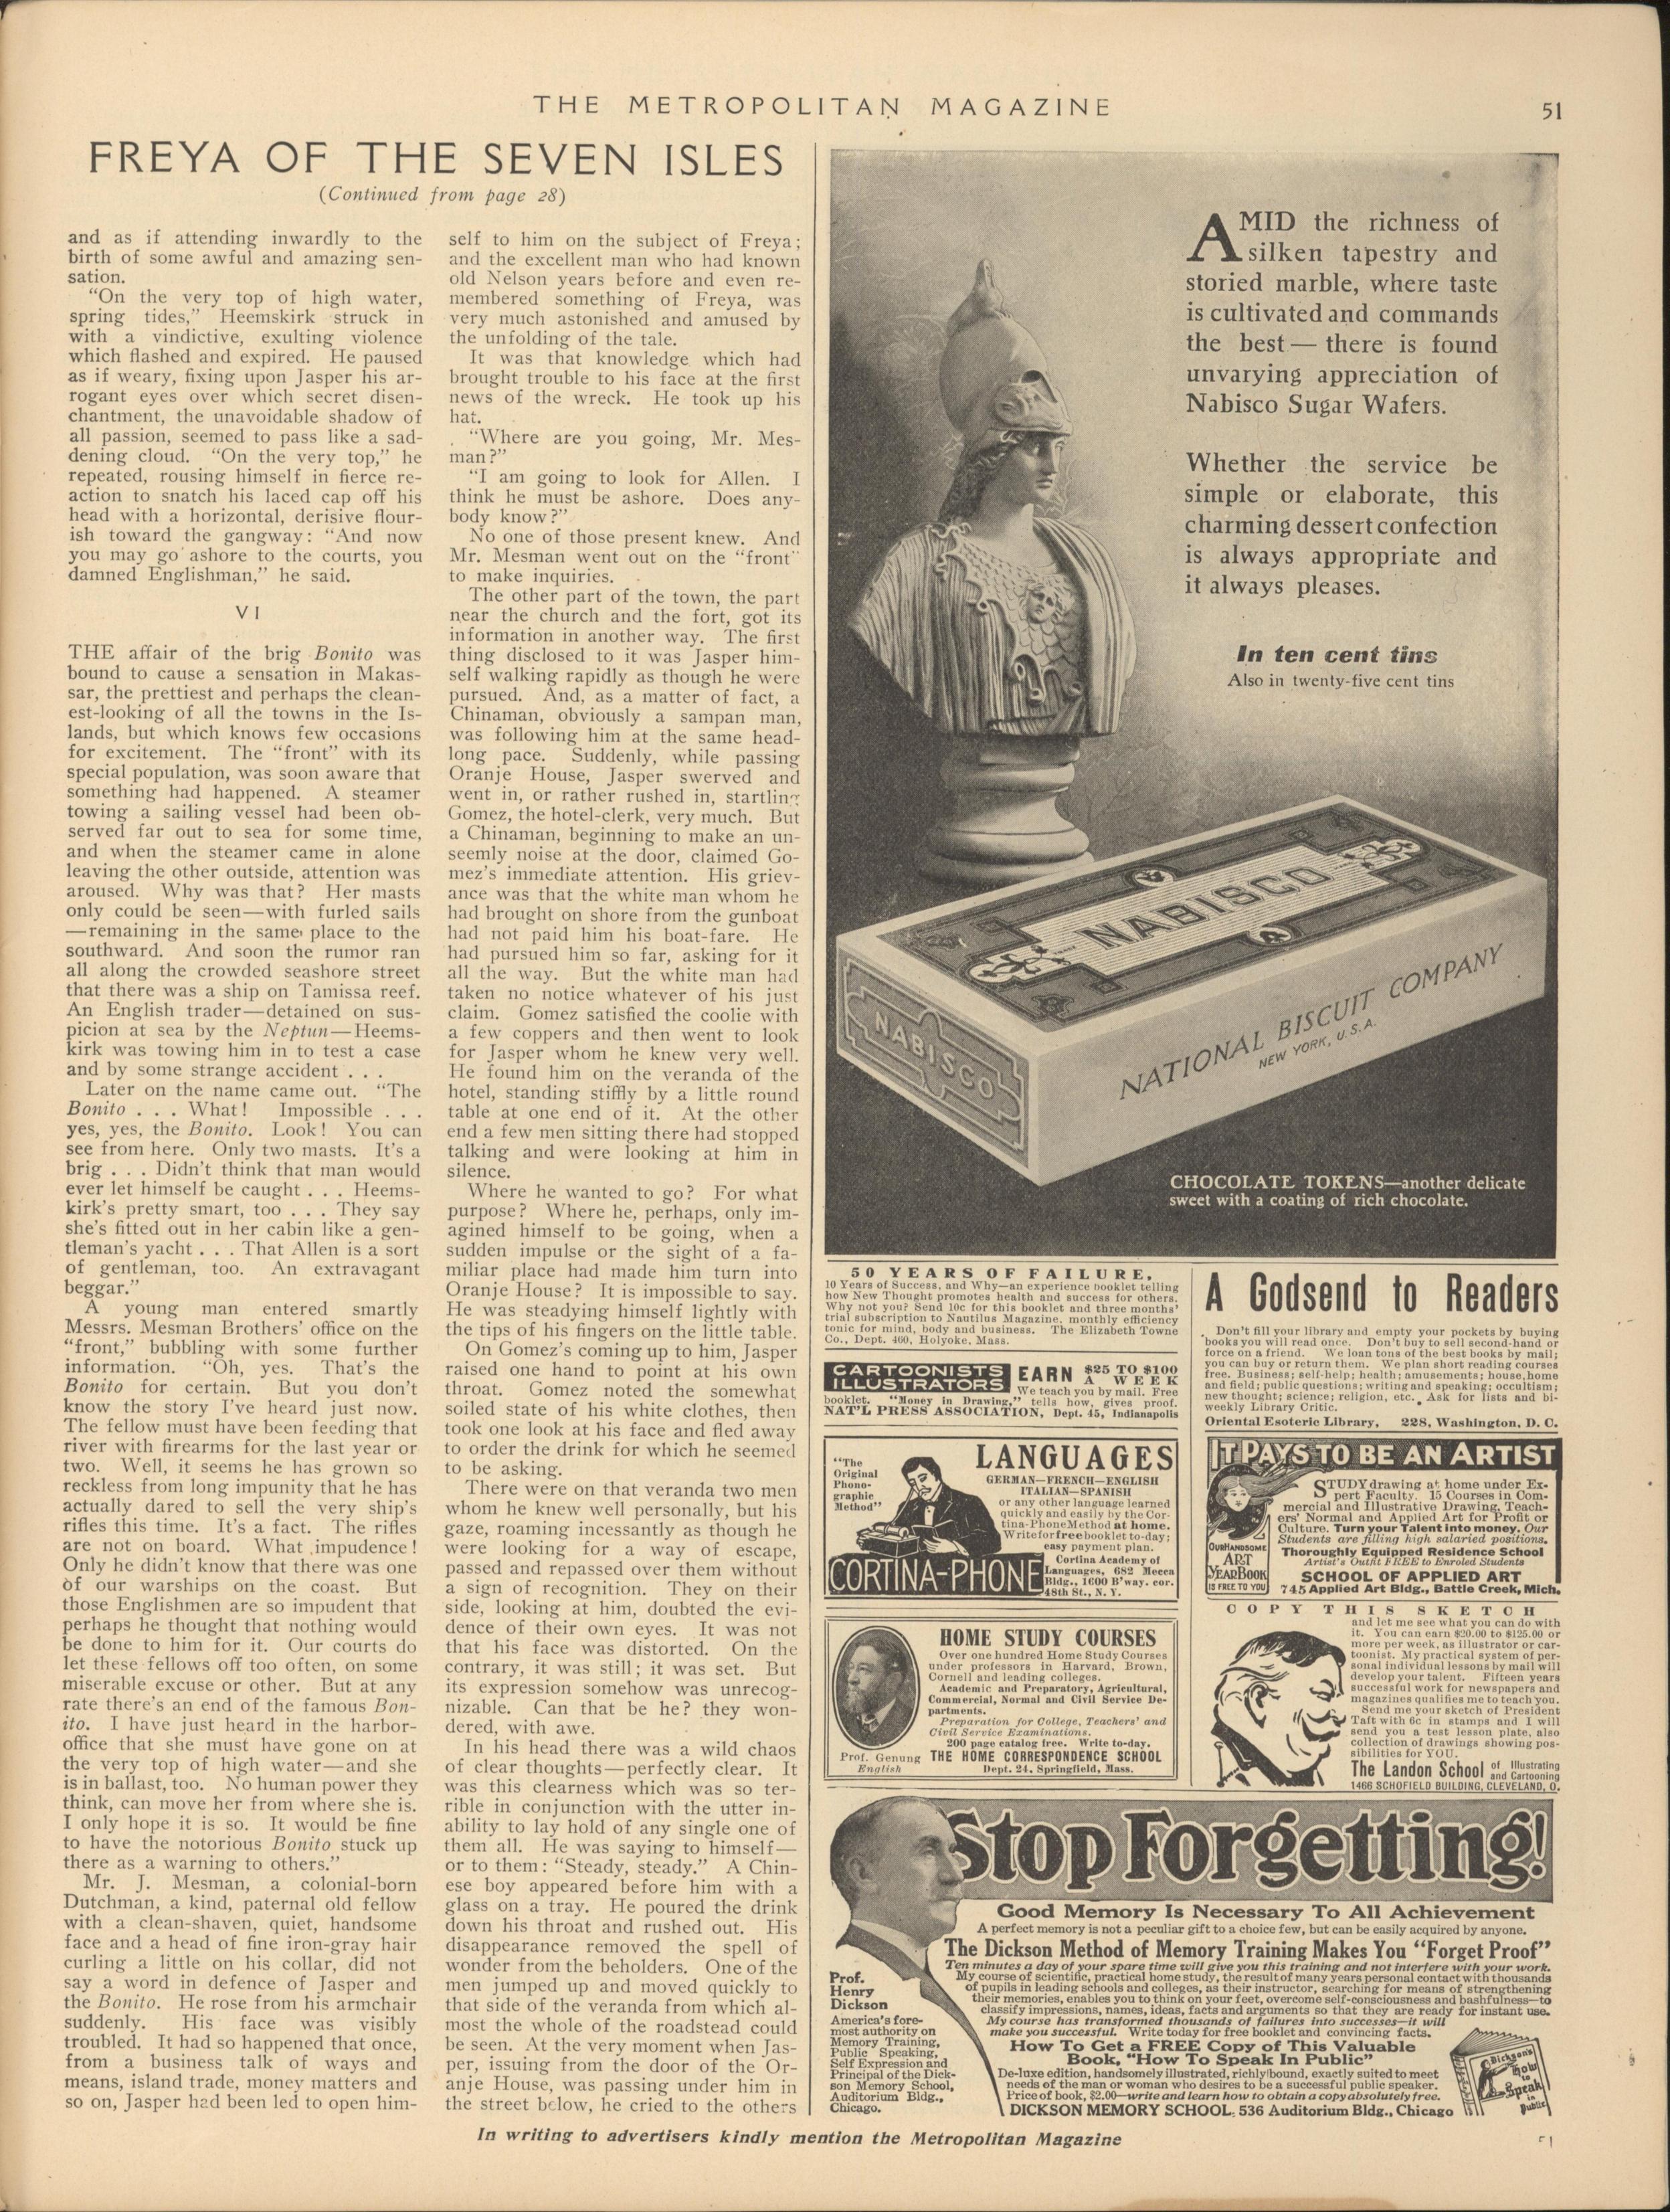 THE METROPOLITAN MAGAZINE
51
FREYA OF THE SEVEN ISLES
(Continued from page 28)
and as if attending inwardly to the
birth of some awful and amazing sen-
sation.
"On the very top of high water,
spring tides," Heemskirk struck in
with a vindictive, exulting violence
which flashed and expired. He paused
as if weary, fixing upon Jasper his ar-
rogant eyes over which secret disen-
chantment, the unavoidable shadow of
all passion, seemed to pass like a sad-
dening cloud. "On the very top," he
repeated, rousing himself in fierce re-
action to snatch his laced cap off his
head with a horizontal, derisive flour-
ish toward the gangway: "And now
you may go ashore to the courts, you
damned Englishman," he said.
VI
THE affair of the brig Bonito was
bound to cause a sensation in Makas-
sar, the prettiest and perhaps the clean-
est-looking of all the towns in the Is-
lands, but which knows few occasions
for excitement. The "front" with its
special population, was soon aware that
something had happened. A steamer
towing a sailing vessel had been ob-
served far out to sea for some time,
and when the steamer came in alone
leaving the other outside, attention was
aroused. Why was that? Her masts
only could be seen—with furled sails
—remaining in the same place to the
southward. And soon the rumor ran
all along the crowded seashore street
that there was a ship on Tamissa reef.
An English trader—detained on sus-
picion at sea by the Neptun—Heems-
kirk was towing him in to test a case
and by some strange accident . . .
Later on the name came out. "The
Bonito . . . What! Impossible . . .
yes, yes, the Bonito. Look! You can
see from here. Only two masts. It's a
brig . . . Didn't think that man would
ever let himself be caught . . . Heems-
kirk's pretty smart, too . . . They say
she's fitted out in her cabin like a gen-
tleman's yacht . . . That Allen is a sort
of gentleman, too. An extravagant
beggar."
A young man entered smartly
Messrs. Mesman Brothers' office on the
"front," bubbling with some further
information. "Oh, yes. That's the
Bonito for certain. But you don't
know the story I've heard just now.
The fellow must have been feeding that
river with firearms for the last year or
two. Well, it seems he has grown so
reckless from long impunity that he has
actually dared to sell the very ship's
rifles this time. It's a fact. The rifles
are not on board. What impudence!
Only he didn't know that there was one
of our warships on the coast. But
those Englishmen are so impudent that
perhaps he thought that nothing would
be done to him for it. Our courts do
let these fellows off too often, on some
miserable excuse or other. But at any
rate there's an end of the famous Bon-
ito. I have just heard in the harbor-
office that she must have gone on at
the very top of high water—and she
is in ballast, too. No human power they
think, can move her from where she is.
I only hope it is so. It would be fine
to have the notorious Bonito stuck up
there as a warning to others."
Mr. J. Mesman, a colonial-born
Dutchman, a kind, paternal old fellow
with a clean-shaven, quiet, handsome
face and a head of fine iron-gray hair
curling a little on his collar, did not
say a word in defence of Jasper and
the Bonito. He rose from his armchair
suddenly. His face was visibly
troubled. It had so happened that once,
from a business talk of ways and
means, island trade, money matters and
so on, Jasper had been led to open him-
self to him on the subject of Freya;
and the excellent man who had known
old Nelson years before and even re-
membered something of Freya, was
very much astonished and amused by
the unfolding of the tale.
It was that knowledge which had
brought trouble to his face at the first
news of the wreck. He took up his
hat.
"Where are you going, Mr. Mes-
man?"
"I am going to look for Allen. I
think he must be ashore. Does any-
body know?"
No one of those present knew. And
Mr. Mesman went out on the "front"
to make inquiries.
The other part of the town, the part
near the church and the fort, got its
information in another way. The first
thing disclosed to it was Jasper him-
self walking rapidly as though he were
pursued. And, as a matter of fact, a
Chinaman, obviously a sampan man,
was following him at the same head-
long pace. Suddenly, while passing
Oranje House, Jasper swerved and
went in, or rather rushed in, startling
Gomez, the hotel-clerk, very much. But
a Chinaman, beginning to make an un-
seemly noise at the door, claimed Go-
mez's immediate attention. His griev-
ance was that the white man whom he
had brought on shore from the gunboat
had not paid him his boat-fare. He
had pursued him so far, asking for it
all the way. But the white man had
taken no notice whatever of his just
claim. Gomez satisfied the coolie with
a few coppers and then went to look
for Jasper whom he knew very well.
He found him on the veranda of the
hotel, standing stiffly by a little round
table at one end of it. At the other
end a few men sitting there had stopped
talking and were looking at him in
silence.
Where he wanted to go? For what
purpose? Where he, perhaps, only im-
agined himself to be going, when a
sudden impulse or the sight of a fa-
miliar place had made him turn into
Oranje House? It is impossible to say.
He was steadying himself lightly with
the tips of his fingers on the little table.
On Gomez's coming up to him, Jasper
raised one hand to point at his own
throat. Gomez noted the somewhat
soiled state of his white clothes, then
took one look at his face and fled away
to order the drink for which he seemed
to be asking.
There were on that veranda two men
whom he knew well personally, but his
gaze, roaming incessantly as though he
were looking for a way of escape,
passed and repassed over them without
a sign of recognition. They on their
side, looking at him, doubted the evi-
dence of their own eyes. It was not
that his face was distorted. On the
contrary, it was still; it was set. But
its expression somehow was unrecog-
nizable. Can that be he? they won-
dered, with awe.
In his head there was a wild chaos
of clear thoughts—perfectly clear. It
was this clearness which was so ter-
rible in conjunction with the utter in-
ability to lay hold of any single one of
them all. He was saying to himself—
or to them: "Steady, steady." A Chin-
ese boy appeared before him with a
glass on a tray. He poured the drink
down his throat and rushed out. His
disappearance removed the spell of
wonder from the beholders. One of the
men jumped up and moved quickly to
that side of the veranda from which al-
most the whole of the roadstead could
be seen. At the very moment when Jas-
per, issuing from the door of the Or-
anje House, was passing under him in
the street below, he cried to the others
AMID the richness of
silken tapestry and
storied marble, where taste
is cultivated and commands
the best—there is found
unvarying appreciation of
Nabisco Sugar Wafers.
Whether the service be
simple or elaborate, this
charming dessert confection
is always appropriate and
it always pleases.
In ten cent tins
Also in twenty-five cent tins
NABISCO
NABISCO
NATIONAL BISCUIT COMPANY
NEW YORK, U.S.A.
CHOCOLATE TOKENS—another delicate
sweet with a coating of rich chocolate.
50 YEARS OF FAILURE,
10 Years of Success, and Why—an experience booklet telling
how New Thought promotes health and success for others.
Why not you? Send 10c for this booklet and three months'
trial subscription to Nautilus Magazine, monthly efficiency
tonic for mind, body and business. The Elizabeth Towne
Co., Dept. 460, Holyoke, Mass.
CARTOONISTS
ILLUSTRATORS
EARN $25 TO $100
A WEEK
We teach you by mail. Free
booklet, "Money in Drawing," tells how, gives proof.
NAT'L PRESS ASSOCIATION, Dept. 45, Indianapolis
"The
Original
Phono-
graphic
Method"
LANGUAGES
GERMAN—FRENCH—ENGLISH
ITALIAN—SPANISH
or any other language learned
quickly and easily by the Cor-
tina-Phone Method at home.
Write for free booklet to-day;
easy payment plan.
Cortina Academy of
Languages, 682 Mecca
Bldg., 1600 B'way. cor.
48th St., N. Y.
CORTINA-PHONE
HOME STUDY COURSES
Over one hundred Home Study Courses
under professors in Harvard, Brown,
Cornell and leading colleges.
Academic and Preparatory, Agricultural,
Commercial, Normal and Civil Service De-
partments.
Preparation for College, Teachers' and
Civil Service Examinations.
200 page catalog free. Write to-day.
THE HOME CORRESPONDENCE SCHOOL
Dept. 24, Springfield, Mass.
Prof. Genung
English
A Godsend to Readers
Don't fill your library and empty your pockets by buying
books you will read once. Don't buy to sell second-hand or
force on a friend. We loan tons of the best books by mail;
you can buy or return them. We plan short reading courses
free. Business; self-help; health; amusements; house, home
and field; public questions; writing and speaking; occultism;
new thought; science; religion, etc. Ask for lists and bi-
weekly Library Critic.
Oriental Esoteric Library, 228, Washington, D. C.
IT PAYS TO BE AN ARTIST
STUDY drawing at home under Ex-
pert Faculty. 15 Courses in Com-
mercial and Illustrative Drawing, Teach-
ers' Normal and Applied Art for Profit or
Culture. Turn your Talent into money. Our
Students are filling high salaried positions.
Thoroughly Equipped Residence School
Artist's Outfit FREE to Enroled Students
SCHOOL OF APPLIED ART
745 Applied Art Bldg., Battle Creek, Mich.
OUR HANDSOME
ART
YEAR BOOK
IS FREE TO YOU
COPY THIS SKETCH
and let me see what you can do with
it. You can earn $20.00 to $125.00 or
more per week, as illustrator or car-
toonist. My practical system of per-
sonal individual lessons by mail will
develop your talent. Fifteen years
successful work for newspapers and
magazines qualifies me to teach you.
Send me your sketch of President
Taft with 6c in stamps and I will
send you a test lesson plate, also
collection of drawings showing pos-
sibilities for YOU.
The Landon School of Illustrating
and Cartooning
1466 SCHOFIELD BUILDING, CLEVELAND, O.
Stop Forgetting!
Good Memory Is Necessary To All Achievement
A perfect memory is not a peculiar gift to a choice few, but can be easily acquired by anyone.
The Dickson Method of Memory Training Makes You "Forget Proof"
Ten minutes a day of your spare time will give you this training and not interfere with your work.
My course of scientific, practical home study, the result of many years personal contact with thousands
of pupils in leading schools and colleges, as their instructor, searching for means of strengthening
their memories, enables you to think on your feet, overcome self-consciousness and bashfulness—to
classify impressions, names, ideas, facts and arguments so that they are ready for instant use.
My course has transformed thousands of failures into successes—it will
make you successful. Write today for free booklet and convincing facts.
How To Get a FREE Copy of This Valuable
Book, "How To Speak In Public"
De-luxe edition, handsomely illustrated, richly bound, exactly suited to meet
needs of the man or woman who desires to be a successful public speaker.
Price of book, $2.00—write and learn how to obtain a copy absolutely free.
DICKSON MEMORY SCHOOL, 536 Auditorium Bldg., Chicago
Prof.
Henry
Dickson
America's fore-
most authority on
Memory Training,
Public Speaking,
Self Expression and
Principal of the Dick-
son Memory School,
Auditorium Bldg.,
Chicago.
Dickson's
How
to
Speak
in
Public
In writing to advertisers kindly mention the Metropolitan Magazine